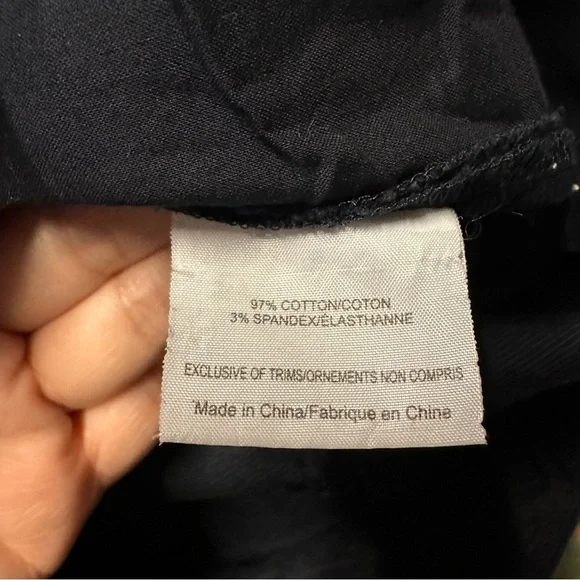 97% COTTON/COTON
3% SPANDEX/ÉLASTHANNE
EXCLUSIVE OF TRIMS/ORNEMENTS NON COMPRIS
Made in China/Fabrique en Chine